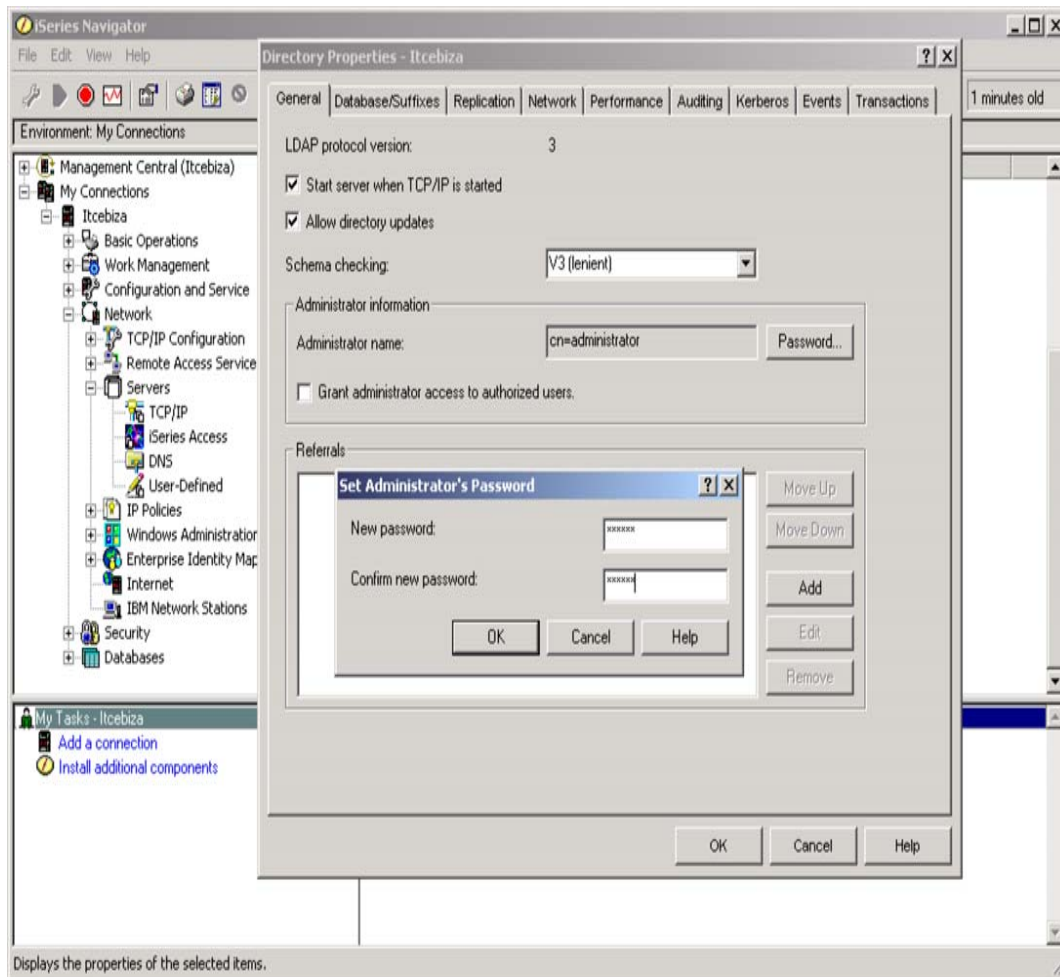 iSeries Navigator
File Edit View Help
1 minutes old
Environment: My Connections
Management Central (Itcebiza)
My Connections
Itcebiza
Basic Operations
Work Management
Configuration and Service
Network
TCP/IP Configuration
Remote Access Service
Servers
TCP/IP
iSeries Access
DNS
User-Defined
IP Policies
Windows Administration
Enterprise Identity Map
Internet
IBM Network Stations
Security
Databases
Directory Properties - Itcebiza
General Database/Suffixes Replication Network Performance Auditing Kerberos Events Transactions
LDAP protocol version: 3
Start server when TCP/IP is started
Allow directory updates
Schema checking: V3 (lenient)
Administrator information
Administrator name: cn=administrator Password...
Grant administrator access to authorized users.
Referrals
Move Up
Move Down
Add
Edit
Remove
Set Administrator's Password
New password: xxxxxx
Confirm new password: xxxxxx
OK Cancel Help
OK Cancel Help
My Tasks - Itcebiza
Add a connection
Install additional components
Displays the properties of the selected items.